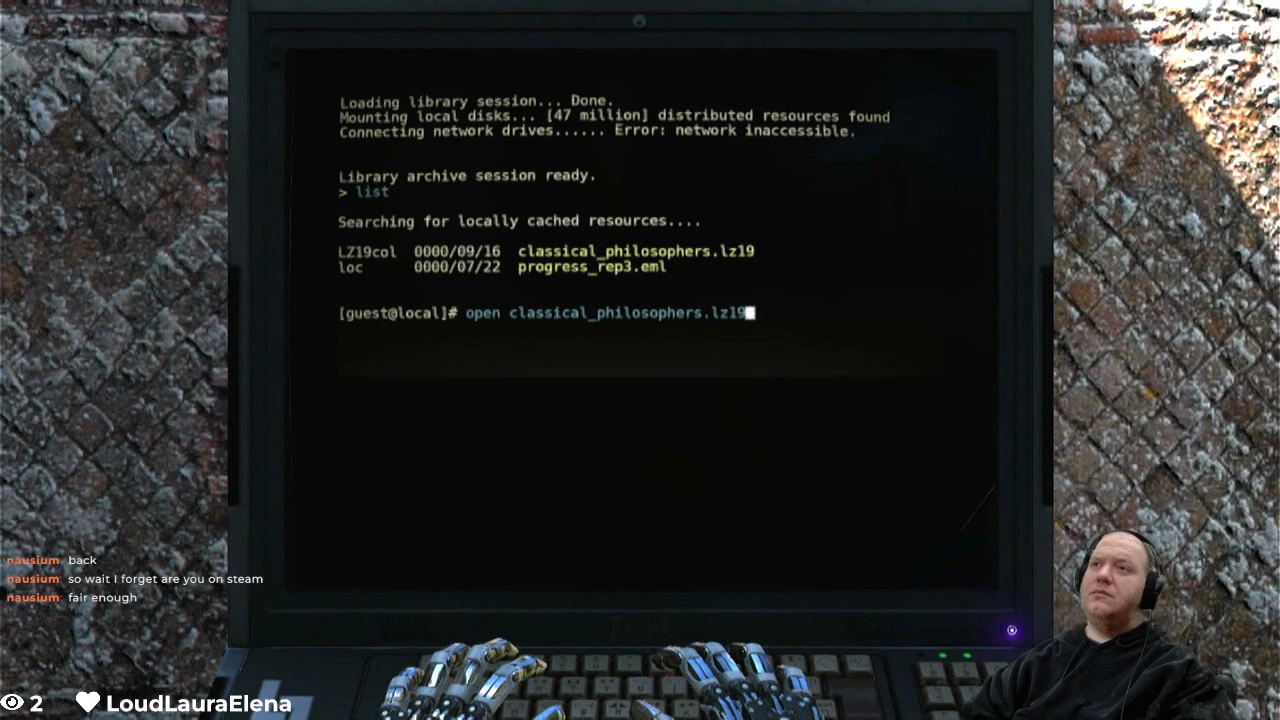 Loading library session... Done.
Mounting local disks... [47 million] distributed resources found
Connecting network drives...... Error: network inaccessible.
Library archive session ready.
> list
Searching for locally cached resources....
LZ19col 0000/09/16 classical_philosophers.lz19
loc 0000/07/22 progress_rep3.eml
[guest@local]# open classical_philosophers.lz19
nausium: back
nausium: so wait I forget are you on steam
nausium: fair enough
2 LoudLauraElena